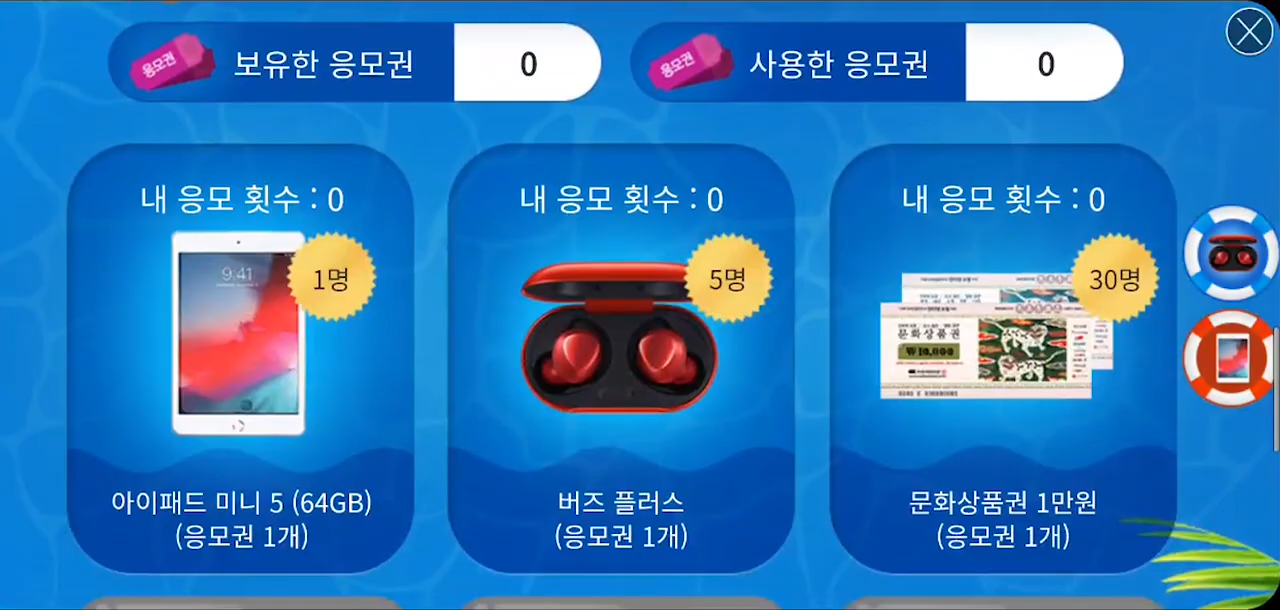 응모권 보유한 응모권 0
응모권 사용한 응모권 0
내 응모 횟수 : 0
9:41
1명
아이패드 미니 5 (64GB)
(응모권 1개)
내 응모 횟수 : 0
5명
버즈 플러스
(응모권 1개)
내 응모 횟수 : 0
30명
문화상품권
₩10,000
문화상품권 1만원
(응모권 1개)